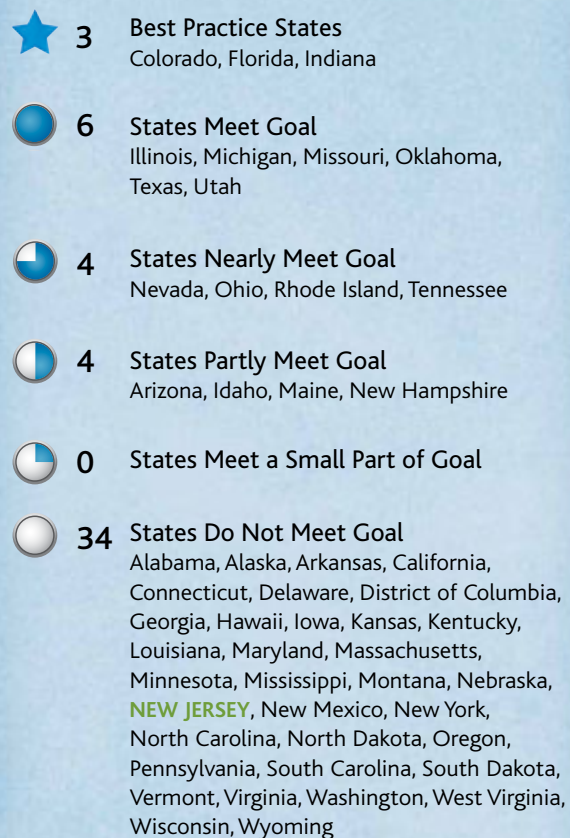 3 Best Practice States
Colorado, Florida, Indiana
6 States Meet Goal
Illinois, Michigan, Missouri, Oklahoma,
Texas, Utah
4 States Nearly Meet Goal
Nevada, Ohio, Rhode Island, Tennessee
4 States Partly Meet Goal
Arizona, Idaho, Maine, New Hampshire
0 States Meet a Small Part of Goal
34 States Do Not Meet Goal
Alabama, Alaska, Arkansas, California,
Connecticut, Delaware, District of Columbia,
Georgia, Hawaii, Iowa, Kansas, Kentucky,
Louisiana, Maryland, Massachusetts,
Minnesota, Mississippi, Montana, Nebraska,
NEW JERSEY, New Mexico, New York,
North Carolina, North Dakota, Oregon,
Pennsylvania, South Carolina, South Dakota,
Vermont, Virginia, Washington, West Virginia,
Wisconsin, Wyoming